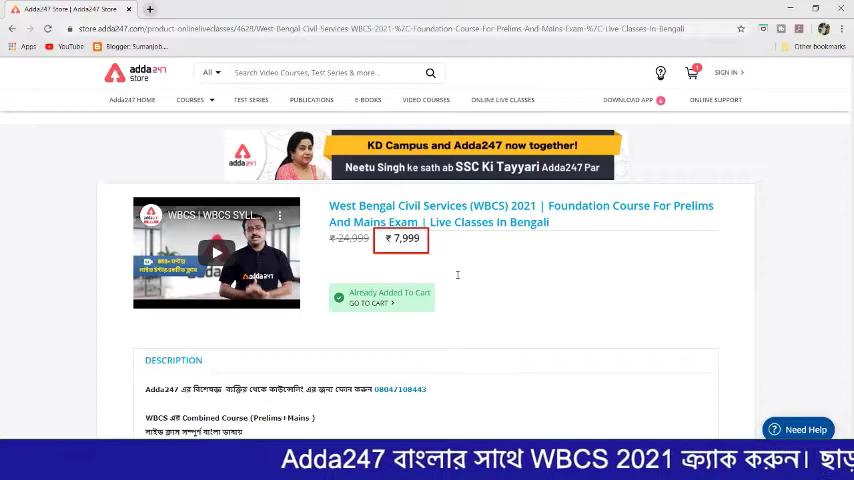 Adda247 Store | Adda247 Store
store.adda247.com/product-onlineliveclasses/4628/West-Bengal-Civil-Services-WBCS-2021-%7C-Foundation-Course-For-Prelims-And-Mains-Exam-%7C-Live-Classes-In-Bengali
Apps YouTube Blogger: Sumanjob... Other bookmarks
adda247 store All Search Video Courses, Test Series & more... 1 SIGN IN
Adda247 HOME COURSES TEST SERIES PUBLICATIONS E-BOOKS VIDEO COURSES ONLINE LIVE CLASSES DOWNLOAD APP ONLINE SUPPORT
adda247
KD Campus and Adda247 now together!
Neetu Singh ke sath ab SSC Ki Tayyari Adda247 Par
WBCS | WBCS SYLL...
adda247
West Bengal Civil Services (WBCS) 2021 | Foundation Course For Prelims
And Mains Exam | Live Classes In Bengali
₹ 24,999 ₹ 7,999
Already Added To Cart
GO TO CART >
DESCRIPTION
Adda247 এর বিশেষজ্ঞ ব্যক্তির থেকে কাউন্সেলিং এর জন্য ফোন করুন 08047108443
WBCS এর Combined Course (Prelims+Mains )
লাইভ ক্লাস সম্পূর্ণ বাংলা ভাষায়
Need Help
Adda247 বাংলার সাথে WBCS 2021 ক্র্যাক করুন। ছাড়